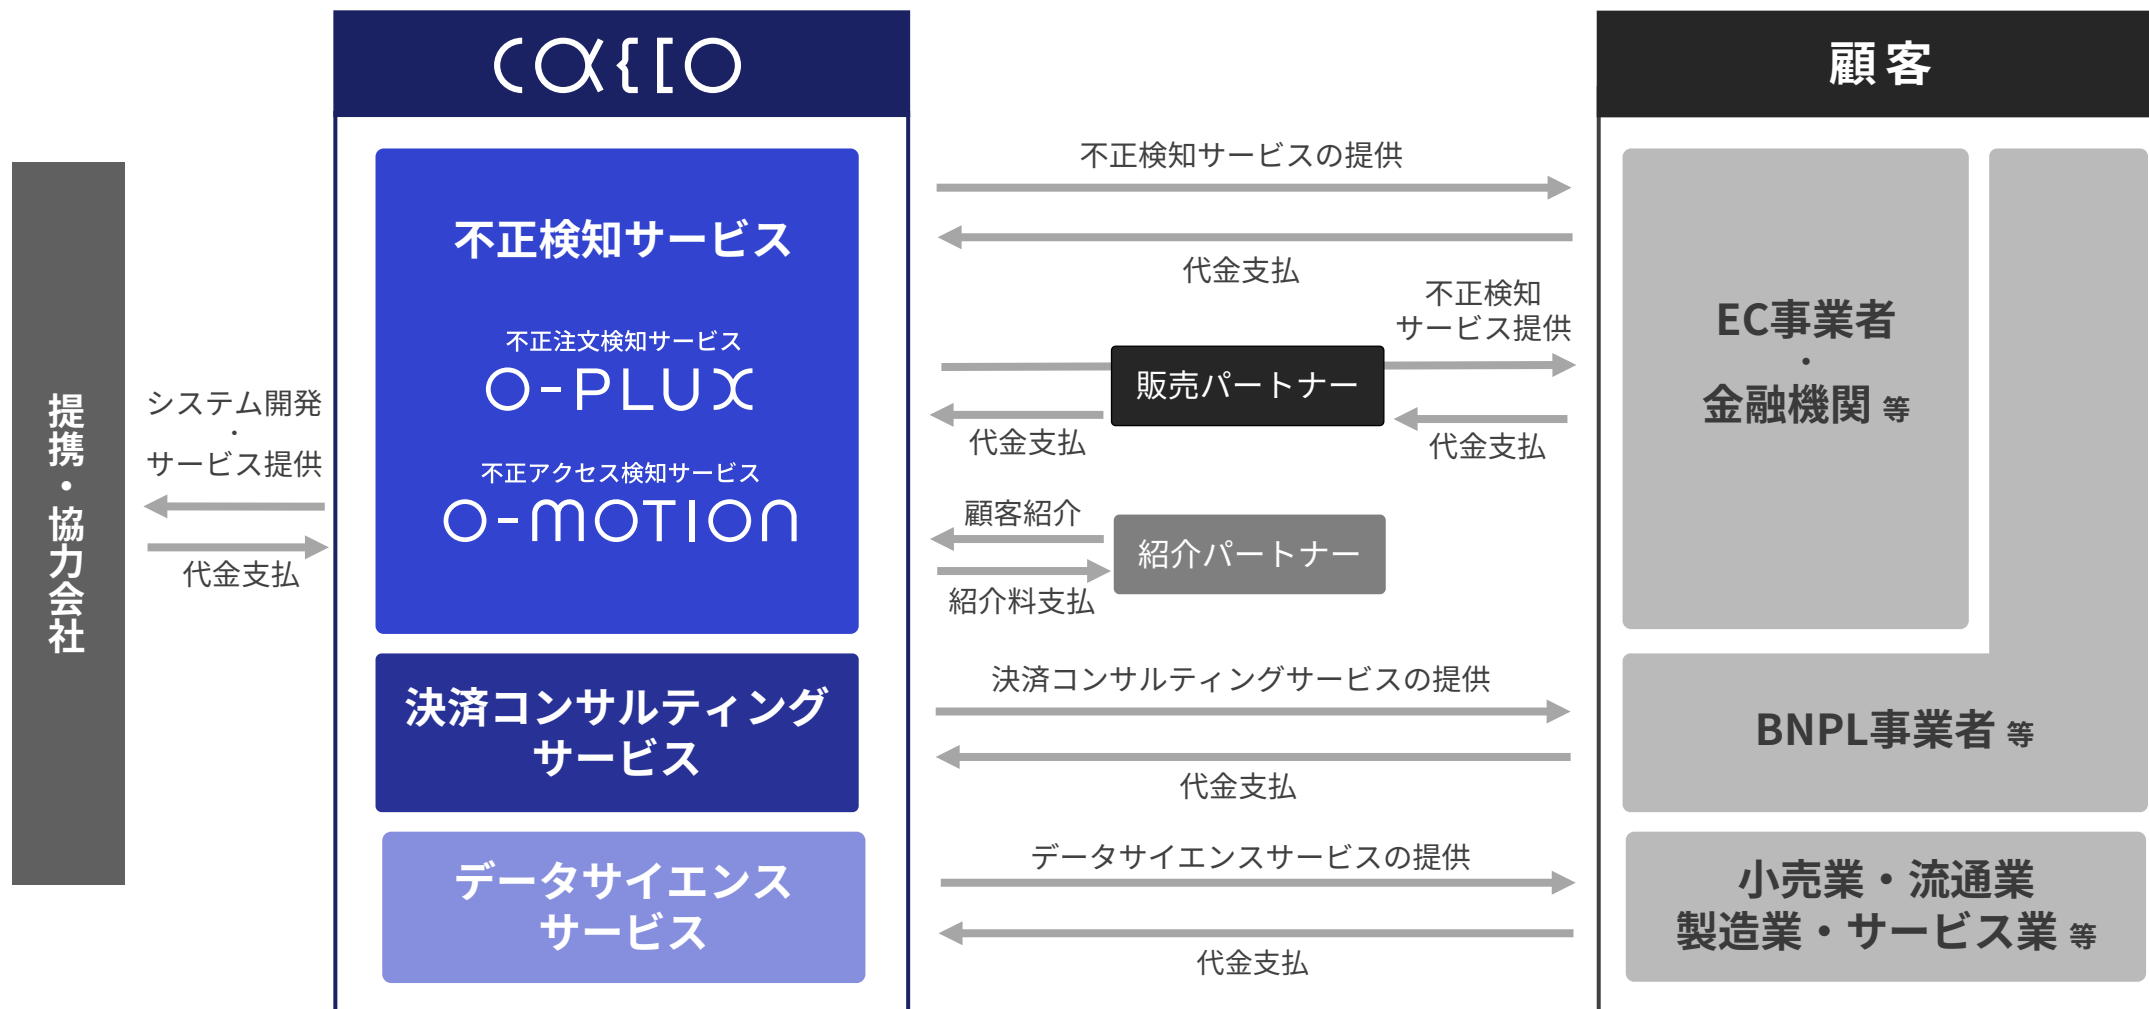 cacco
顧客
提携・協力会社
システム開発
・
サービス提供
代金支払
不正検知サービス
不正注文検知サービス
O-PLUX
不正アクセス検知サービス
O-MOTION
決済コンサルティング
サービス
データサイエンス
サービス
不正検知サービスの提供
代金支払
不正検知
サービス提供
販売パートナー
代金支払
代金支払
顧客紹介
紹介パートナー
紹介料支払
決済コンサルティングサービスの提供
代金支払
データサイエンスサービスの提供
代金支払
EC事業者
・
金融機関 等
BNPL事業者 等
小売業・流通業
製造業・サービス業 等